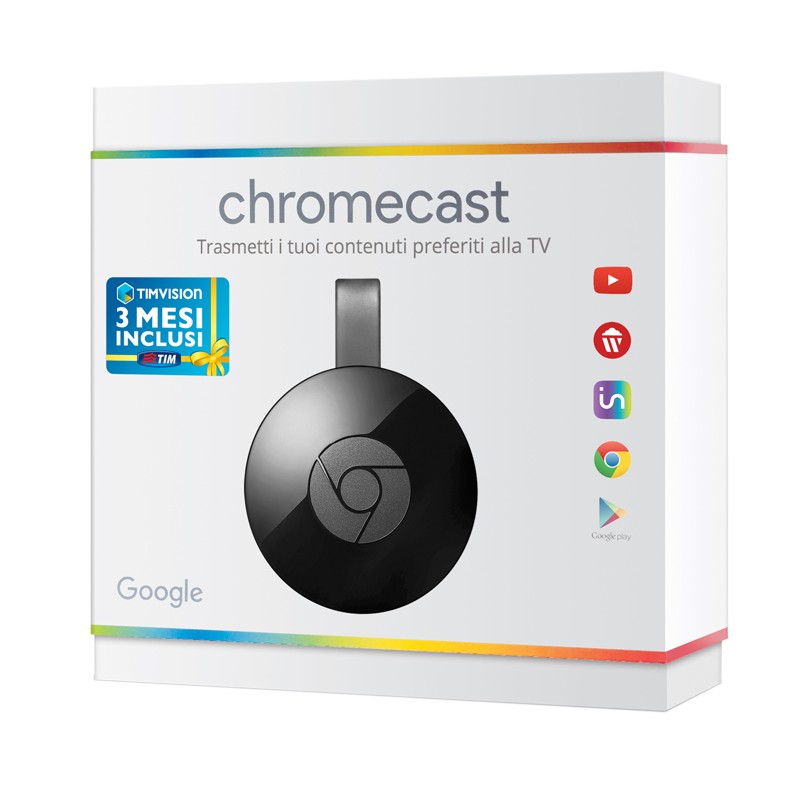 chromecast
Trasmetti i tuoi contenuti preferiti alla TV
TIMVISION
3 MESI
INCLUSI
TIM
Google play
Google